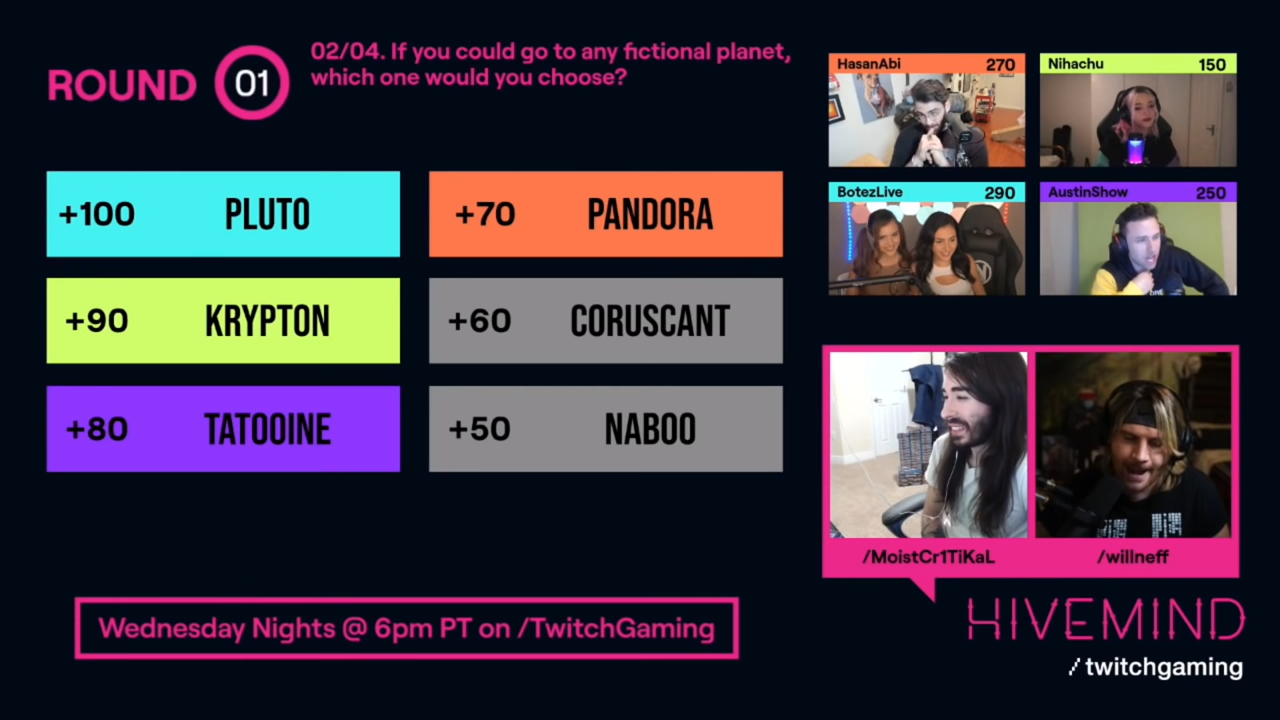 ROUND 01
02/04. If you could go to any fictional planet,
which one would you choose?
+100 PLUTO
+70 PANDORA
+90 KRYPTON
+60 CORUSCANT
+80 TATOOINE
+50 NABOO
Wednesday Nights @ 6pm PT on /TwitchGaming
HasanAbi 270
Nihachu 150
BotezLive 290
AustinShow 250
/MoistCr1TiKaL
/willneff
HIVEMIND
/twitchgaming